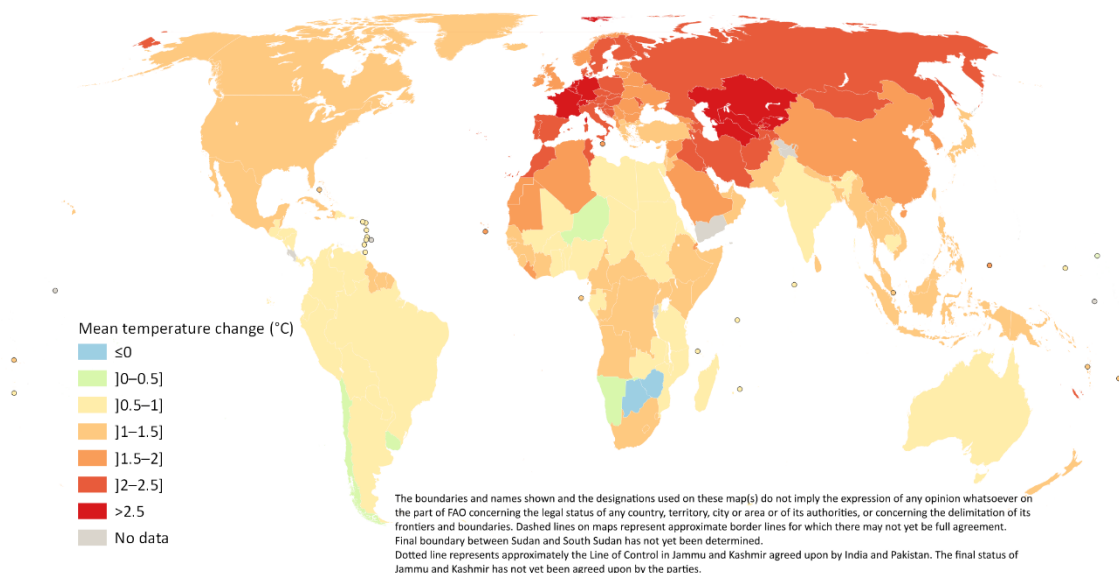 Mean temperature change (°C)
≤0
]0–0.5]
]0.5–1]
]1–1.5]
]1.5–2]
]2–2.5]
>2.5
No data
The boundaries and names shown and the designations used on these map(s) do not imply the expression of any opinion whatsoever on
the part of FAO concerning the legal status of any country, territory, city or area or of its authorities, or concerning the delimitation of its
frontiers and boundaries. Dashed lines on maps represent approximate border lines for which there may not yet be full agreement.
Final boundary between Sudan and South Sudan has not yet been determined.
Dotted line represents approximately the Line of Control in Jammu and Kashmir agreed upon by India and Pakistan. The final status of
Jammu and Kashmir has not yet been agreed upon by the parties.